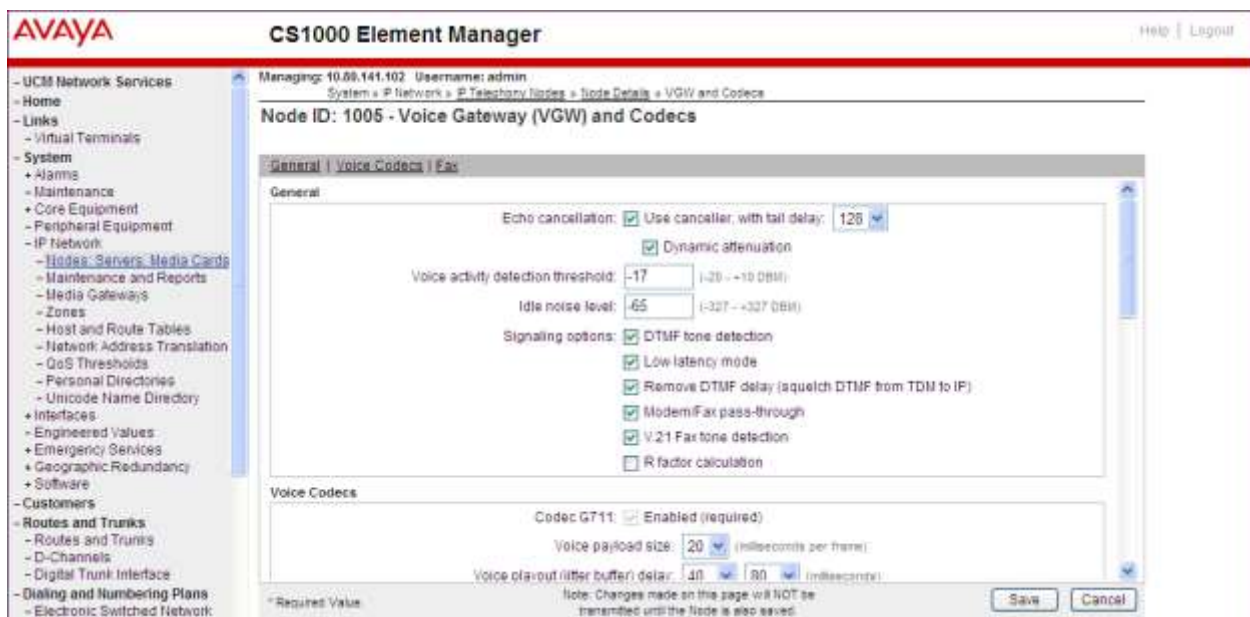 AVAYA
CS1000 Element Manager
Help | Logout
- UCM Network Services
- Home
- Links
- Virtual Terminals
- System
+ Alarms
- Maintenance
+ Core Equipment
- Peripheral Equipment
- IP Network
- Nodes: Servers, Media Cards
- Maintenance and Reports
- Media Gateways
- Zones
- Host and Route Tables
- Network Address Translation
- QoS Thresholds
- Personal Directories
- Unicode Name Directory
+ Interfaces
- Engineered Values
+ Emergency Services
+ Geographic Redundancy
+ Software
- Customers
- Routes and Trunks
- Routes and Trunks
- D-Channels
- Digital Trunk Interface
- Dialing and Numbering Plans
- Electronic Switched Network
Managing: 10.80.141.102 Username: admin
System » IP Network » IP Telephony Nodes » Node Details » VGW and Codecs
Node ID: 1005 - Voice Gateway (VGW) and Codecs
General | Voice Codecs | Fax
General
Echo cancellation: Use canceller, with tail delay: 128
Dynamic attenuation
Voice activity detection threshold: -17 (-20 - +10 DBM)
Idle noise level: -65 (-327 - +327 DBM)
Signaling options: DTMF tone detection
Low latency mode
Remove DTMF delay (squelch DTMF from TDM to IP)
Modem/Fax pass-through
V.21 Fax tone detection
R factor calculation
Voice Codecs
Codec G711: Enabled (required)
Voice payload size: 20 (milliseconds per frame)
Voice playout (jitter buffer) delay: 40 80 (milliseconds)
* Required Value.
Note: Changes made on this page will NOT be
transmitted until the Node is also saved.
Save
Cancel